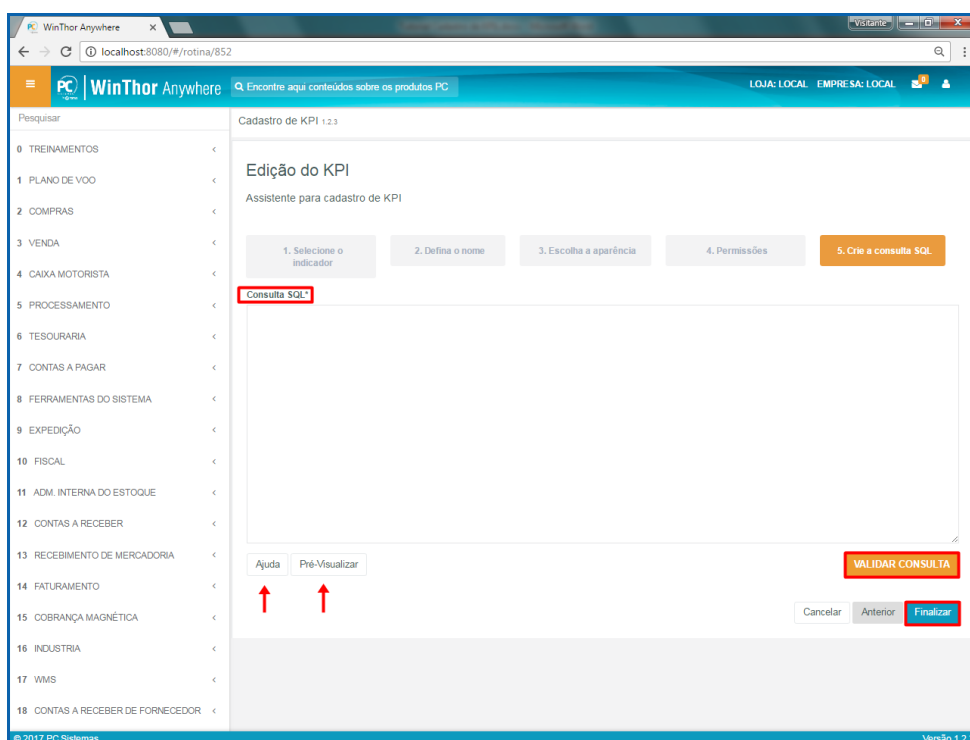 WinThor Anywhere
Visitante
localhost:8080/#/rotina/852
PC WinThor Anywhere
Encontre aqui conteúdos sobre os produtos PC
LOJA: LOCAL EMPRESA: LOCAL
0
Pesquisar
Cadastro de KPI 1.2.3
0 TREINAMENTOS
1 PLANO DE VOO
2 COMPRAS
3 VENDA
4 CAIXA MOTORISTA
5 PROCESSAMENTO
6 TESOURARIA
7 CONTAS A PAGAR
8 FERRAMENTAS DO SISTEMA
9 EXPEDIÇÃO
10 FISCAL
11 ADM. INTERNA DO ESTOQUE
12 CONTAS A RECEBER
13 RECEBIMENTO DE MERCADORIA
14 FATURAMENTO
15 COBRANÇA MAGNÉTICA
16 INDUSTRIA
17 WMS
18 CONTAS A RECEBER DE FORNECEDOR
Edição do KPI
Assistente para cadastro de KPI
1. Selecione o
indicador
2. Defina o nome
3. Escolha a aparência
4. Permissões
5. Crie a consulta SQL
Consulta SQL*
Ajuda
Pré-Visualizar
VALIDAR CONSULTA
Cancelar
Anterior
Finalizar
© 2017 PC Sistemas